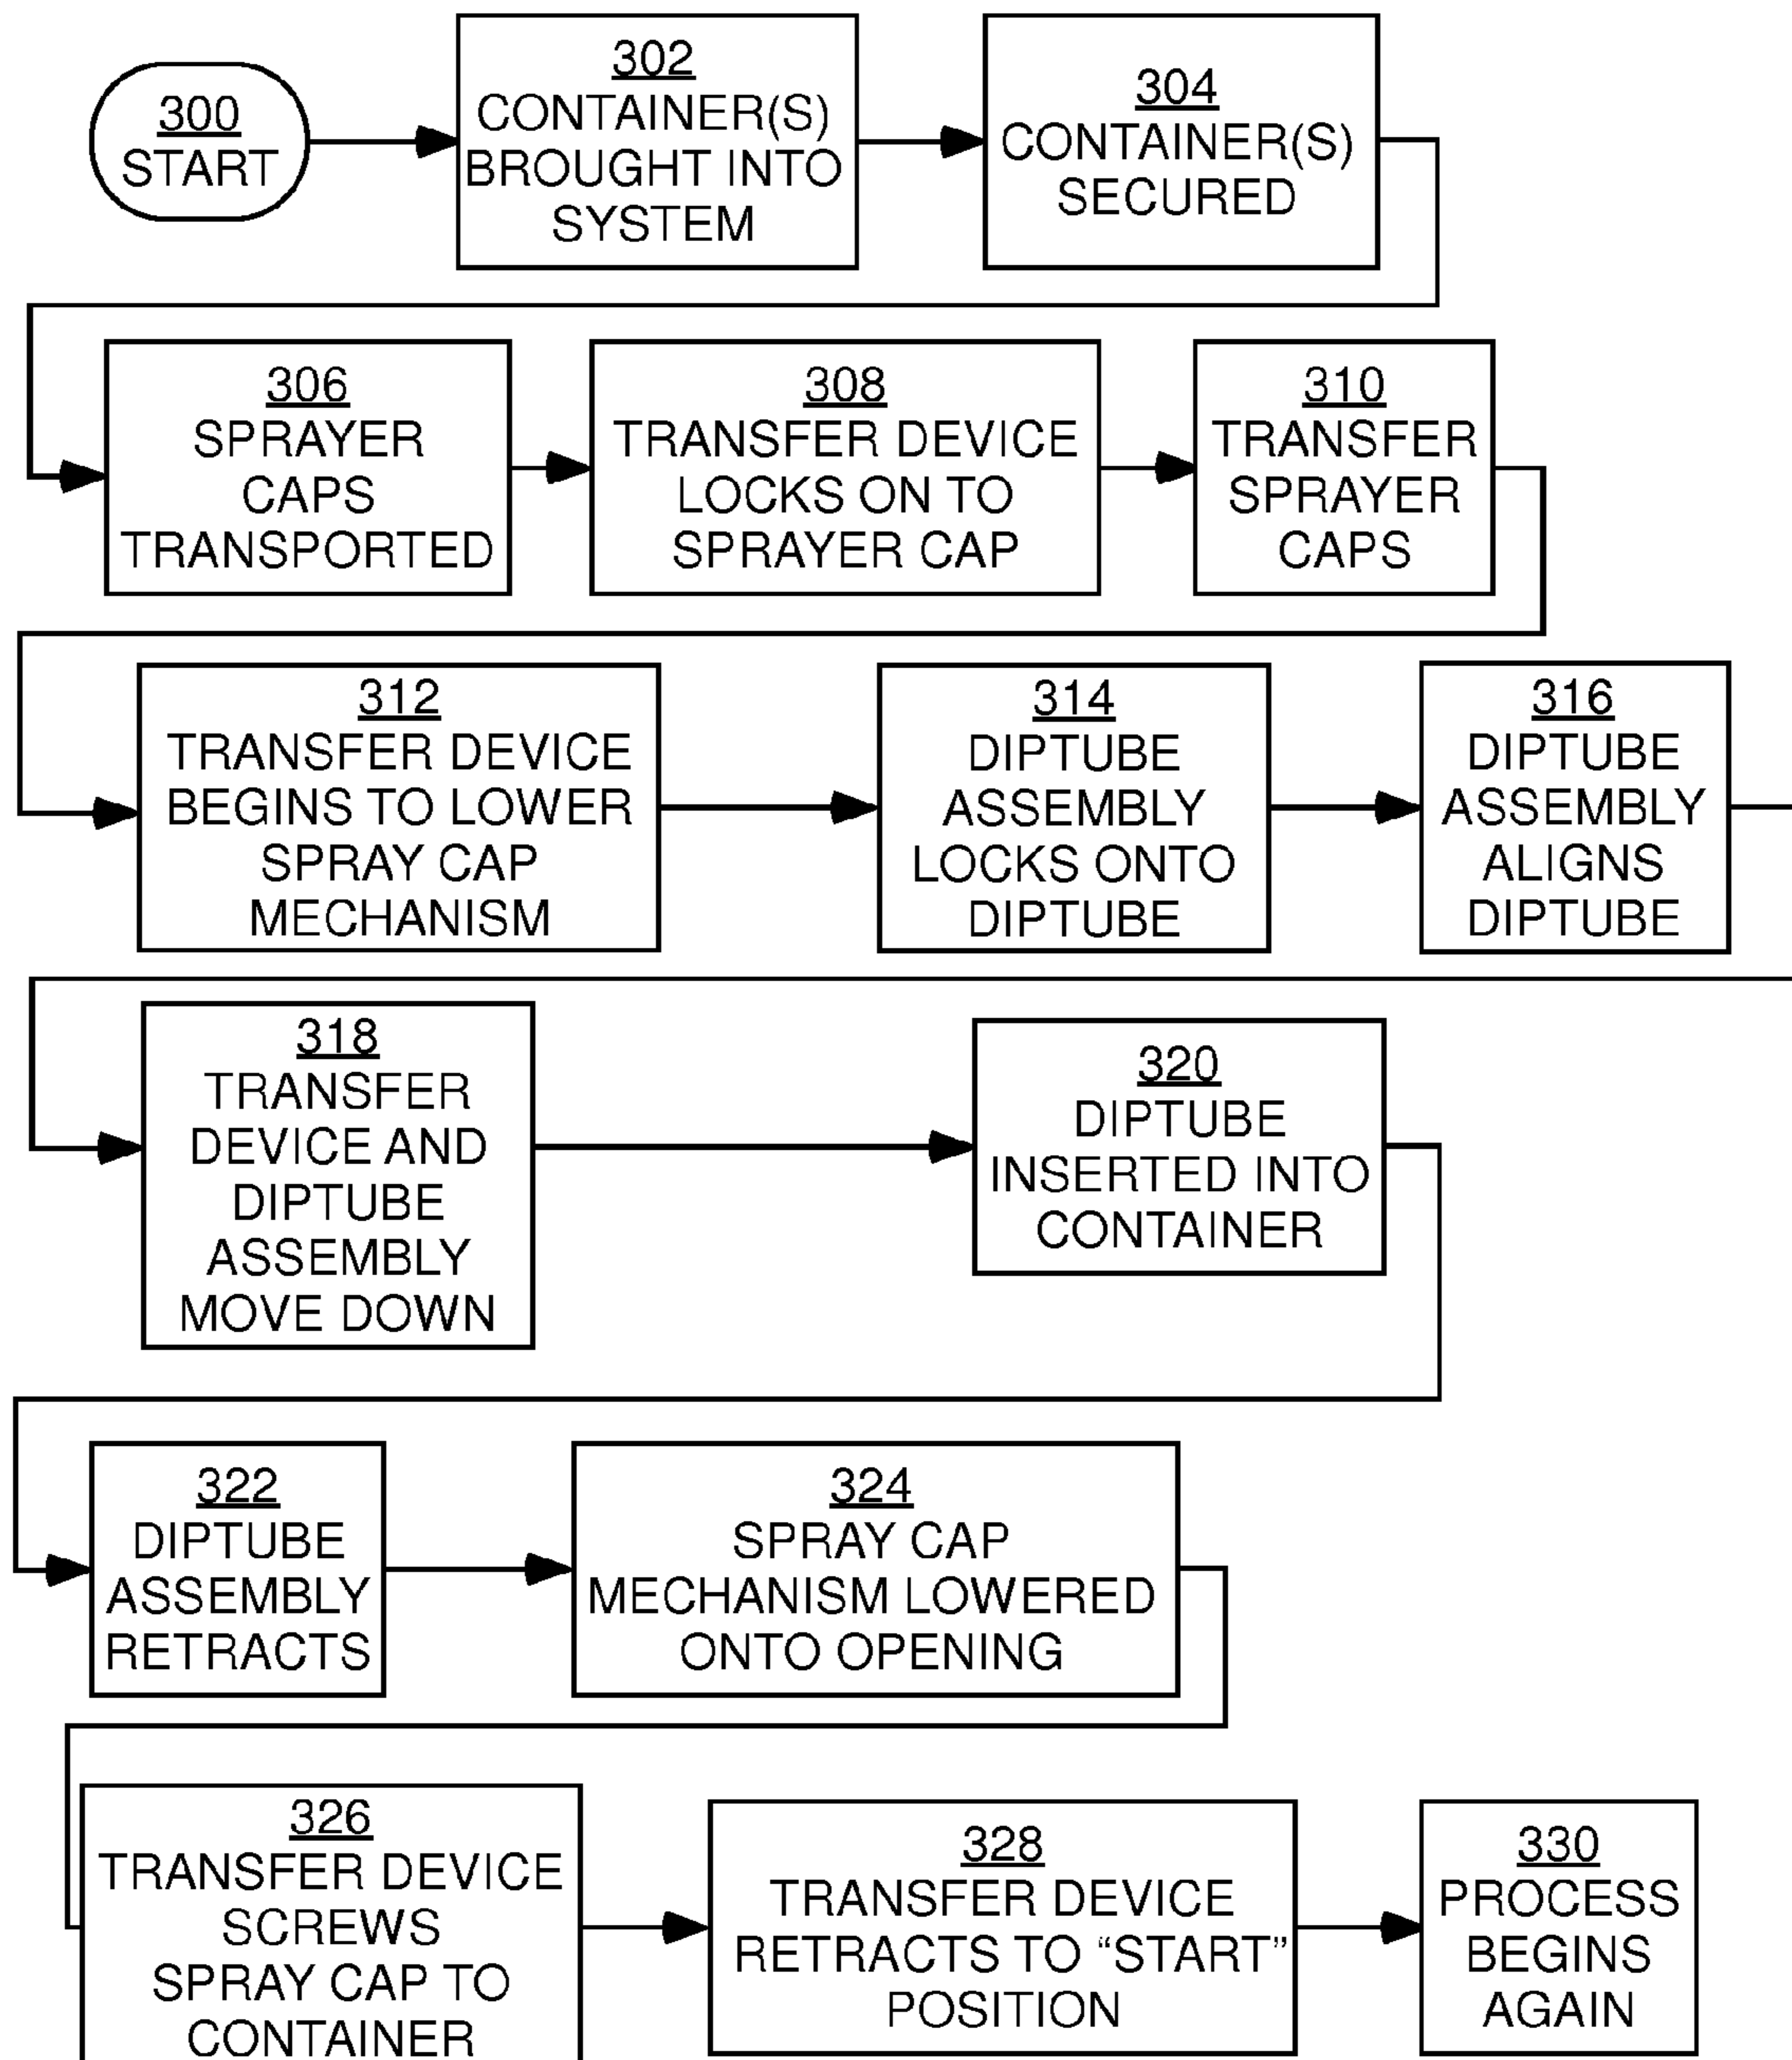 300
START
302
CONTAINER(S)
BROUGHT INTO
SYSTEM
304
CONTAINER(S)
SECURED
306
SPRAYER
CAPS
TRANSPORTED
308
TRANSFER DEVICE
LOCKS ON TO
SPRAYER CAP
310
TRANSFER
SPRAYER
CAPS
312
TRANSFER DEVICE
BEGINS TO LOWER
SPRAY CAP
MECHANISM
314
DIPTUBE
ASSEMBLY
LOCKS ONTO
DIPTUBE
316
DIPTUBE
ASSEMBLY
ALIGNS
DIPTUBE
318
TRANSFER
DEVICE AND
DIPTUBE
ASSEMBLY
MOVE DOWN
320
DIPTUBE
INSERTED INTO
CONTAINER
322
DIPTUBE
ASSEMBLY
RETRACTS
324
SPRAY CAP
MECHANISM LOWERED
ONTO OPENING
326
TRANSFER DEVICE
SCREWS
SPRAY CAP TO
CONTAINER
328
TRANSFER DEVICE
RETRACTS TO “START”
POSITION
330
PROCESS
BEGINS
AGAIN